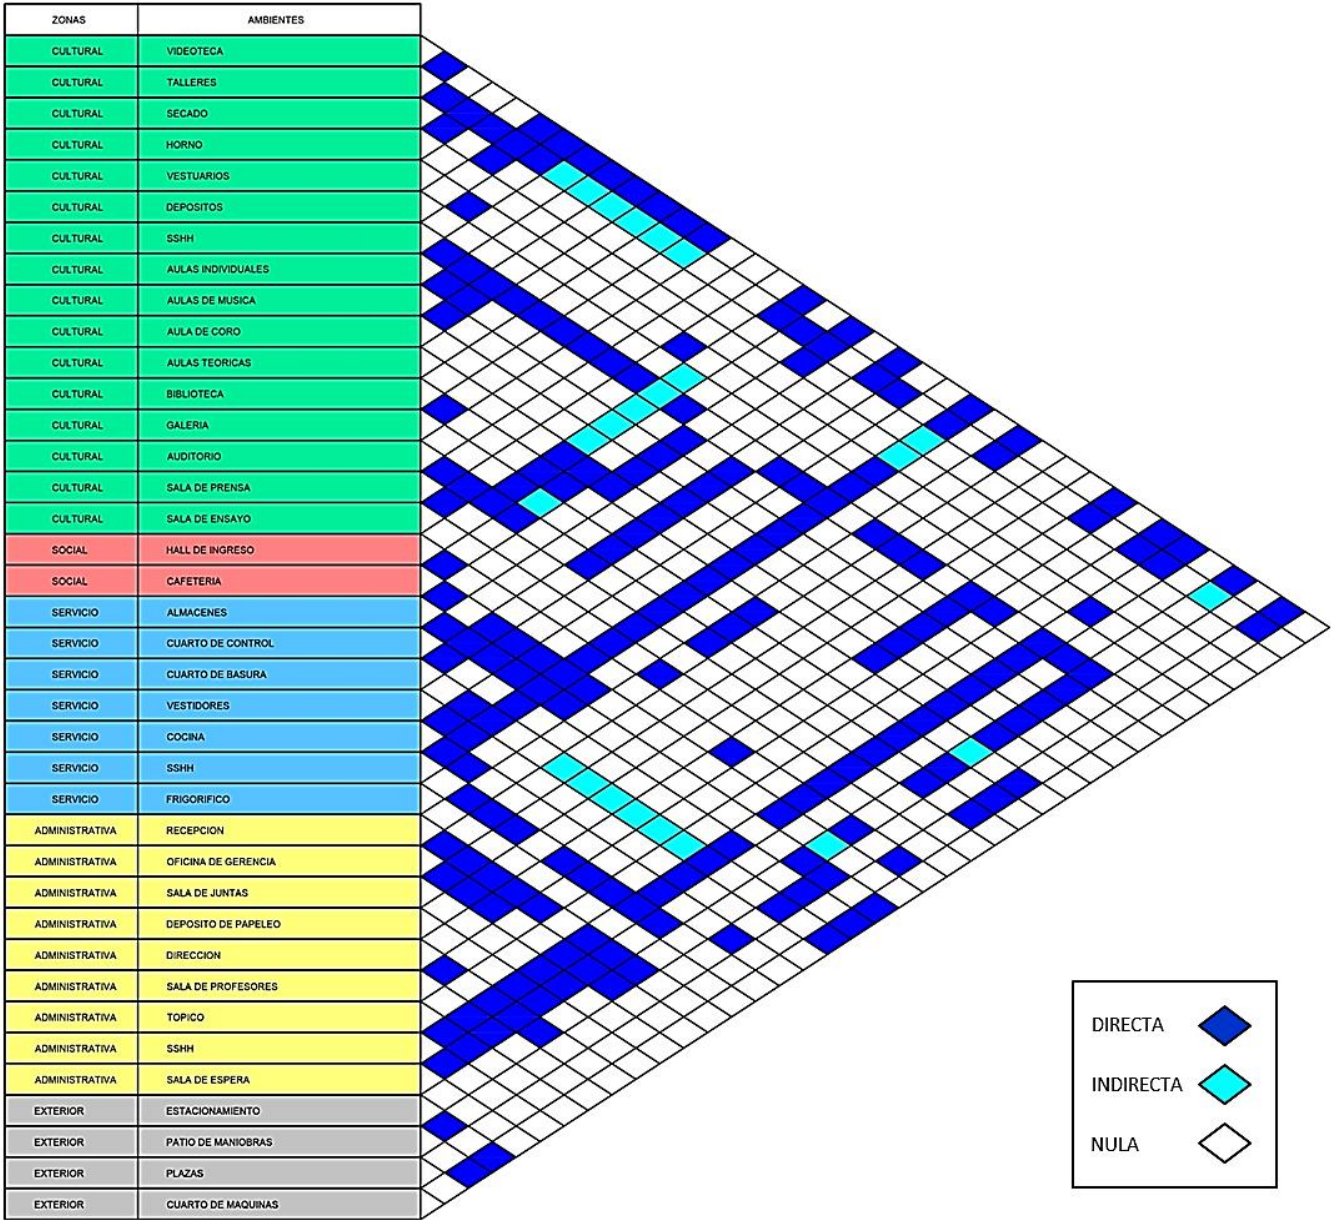 ZONAS AMBIENTES
CULTURAL VIDEOTECA
CULTURAL TALLERES
CULTURAL SECADO
CULTURAL HORNO
CULTURAL VESTUARIOS
CULTURAL DEPOSITOS
CULTURAL SSHH
CULTURAL AULAS INDIVIDUALES
CULTURAL AULAS DE MUSICA
CULTURAL AULA DE CORO
CULTURAL AULAS TEORICAS
CULTURAL BIBLIOTECA
CULTURAL GALERIA
CULTURAL AUDITORIO
CULTURAL SALA DE PRENSA
CULTURAL SALA DE ENSAYO
SOCIAL HALL DE INGRESO
SOCIAL CAFETERIA
SERVICIO ALMACENES
SERVICIO CUARTO DE CONTROL
SERVICIO CUARTO DE BASURA
SERVICIO VESTIDORES
SERVICIO COCINA
SERVICIO SSHH
SERVICIO FRIGORIFICO
ADMINISTRATIVA RECEPCION
ADMINISTRATIVA OFICINA DE GERENCIA
ADMINISTRATIVA SALA DE JUNTAS
ADMINISTRATIVA DEPOSITO DE PAPELEO
ADMINISTRATIVA DIRECCION
ADMINISTRATIVA SALA DE PROFESORES
ADMINISTRATIVA TOPICO
ADMINISTRATIVA SSHH
ADMINISTRATIVA SALA DE ESPERA
EXTERIOR ESTACIONAMIENTO
EXTERIOR PATIO DE MANIOBRAS
EXTERIOR PLAZAS
EXTERIOR CUARTO DE MAQUINAS
DIRECTA
INDIRECTA
NULA